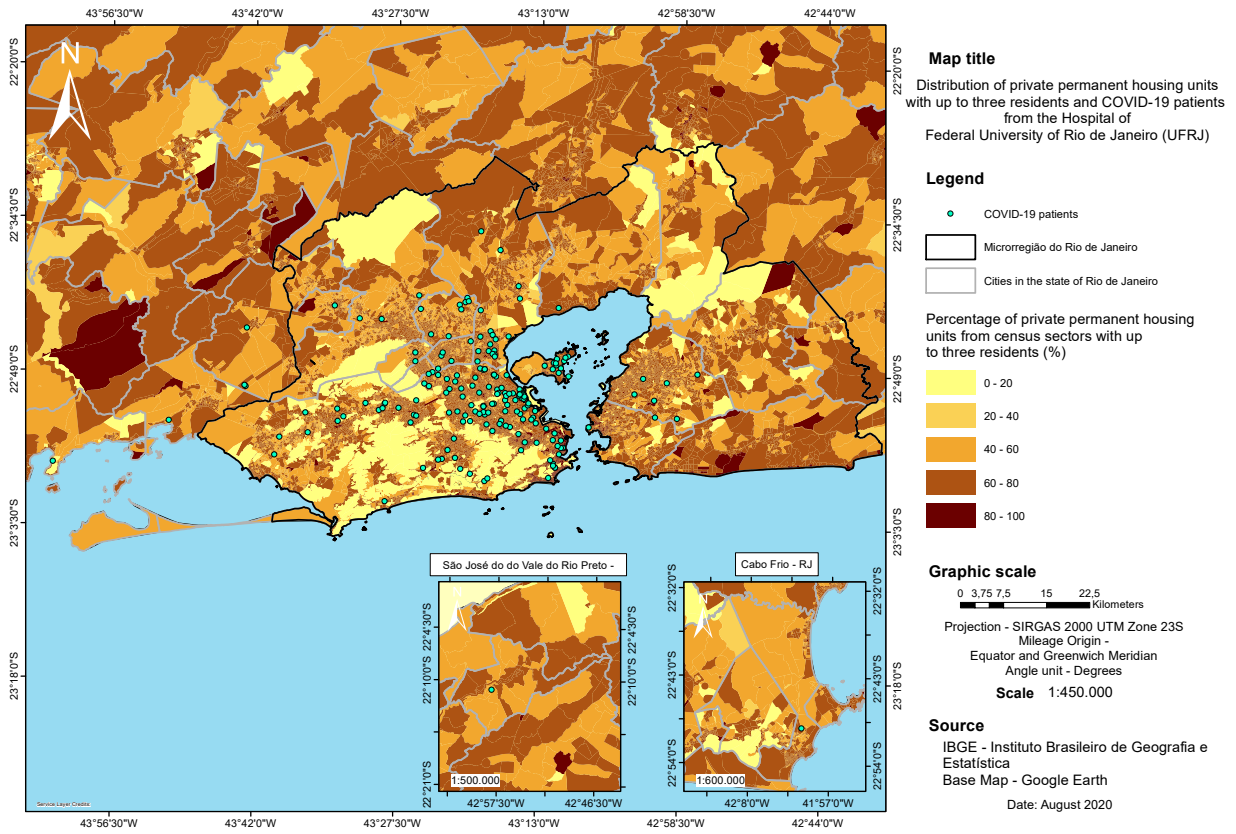 43°56'30"W 43°42'0"W 43°27'30"W 43°13'0"W 42°58'30"W 42°44'0"W
22°20'0"S
22°34'30"S
22°49'0"S
23°3'30"S
23°18'0"S
N
22°20'0"S
22°34'30"S
22°49'0"S
23°3'30"S
23°18'0"S
São José do do Vale do Rio Preto -
22°4'30"S
22°10'0"S
22°21'0"S
N
22°4'30"S
22°10'0"S
1:500.000
42°57'30"W 42°46'30"W
Cabo Frio - RJ
22°32'0"S
22°43'0"S
22°54'0"S
N
22°32'0"S
22°43'0"S
22°54'0"S
1:600.000
42°8'0"W 41°57'0"W
Service Layer Credits
43°56'30"W 43°42'0"W 43°27'30"W 43°13'0"W 42°58'30"W 42°44'0"W
Map title
Distribution of private permanent housing units
with up to three residents and COVID-19 patients
from the Hospital of
Federal University of Rio de Janeiro (UFRJ)
Legend
COVID-19 patients
Microrregião do Rio de Janeiro
Cities in the state of Rio de Janeiro
Percentage of private permanent housing
units from census sectors with up
to three residents (%)
0 - 20
20 - 40
40 - 60
60 - 80
80 - 100
Graphic scale
0 3,75 7,5 15 22,5
Kilometers
Projection - SIRGAS 2000 UTM Zone 23S
Mileage Origin -
Equator and Greenwich Meridian
Angle unit - Degrees
Scale 1:450.000
Source
IBGE - Instituto Brasileiro de Geografia e
Estatística
Base Map - Google Earth
Date: August 2020